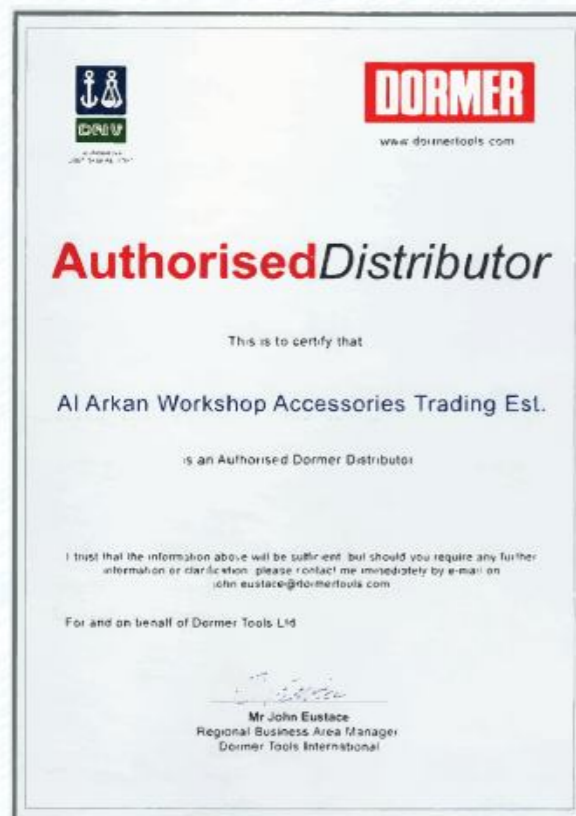 DNV
DORMER
www.dormertools.com
AuthorisedDistributor
This is to certify that
Al Arkan Workshop Accessories Trading Est.
is an Authorised Dormer Distributor
I trust that the information above will be sufficient, but should you require any further
information or clarification, please contact me immediately by e-mail on
john.eustace@dormertools.com
For and on behalf of Dormer Tools Ltd
Mr John Eustace
Regional Business Area Manager
Dormer Tools International